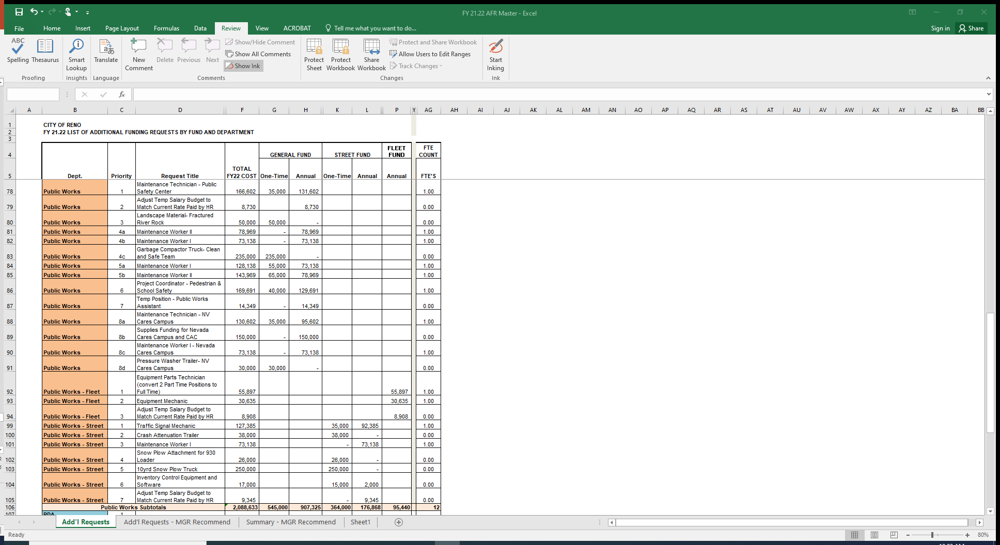 FY 21.22 AFR Master - Excel
File Home Insert Page Layout Formulas Data Review View ACROBAT Tell me what you want to do... Sign in Share
ABC
Spelling Thesaurus Smart Lookup Translate New Comment Delete Previous Next Show/Hide Comment Show All Comments Show Ink Protect Sheet Protect Workbook Share Workbook Protect and Share Workbook Allow Users to Edit Ranges Track Changes Start Inking
Proofing Insights Language Comments Changes Ink
fx
A B C D F G H K L P Y AG AH AI AJ AK AL AM AN AO AP AQ AR AS AT AU AV AW AX AY AZ BA BB
1 CITY OF RENO
2 FY 21.22 LIST OF ADDITIONAL FUNDING REQUESTS BY FUND AND DEPARTMENT
3
4 GENERAL FUND STREET FUND FLEET FUND FTE COUNT
5 Dept. Priority Request Title TOTAL FY22 COST One-Time Annual One-Time Annual Annual FTE'S
78 Public Works 1 Maintenance Technician - Public Safety Center 166,602 35,000 131,602 1.00
79 Public Works 2 Adjust Temp Salary Budget to Match Current Rate Paid by HR 8,730 8,730 0.00
80 Public Works 3 Landscape Material- Fractured River Rock 50,000 50,000 - 0.00
81 Public Works 4a Maintenance Worker II 78,969 - 78,969 1.00
82 Public Works 4b Maintenance Worker I 73,138 - 73,138 1.00
83 Public Works 4c Garbage Compactor Truck- Clean and Safe Team 235,000 235,000 - 0.00
84 Public Works 5a Maintenance Worker I 128,138 55,000 73,138 1.00
85 Public Works 5b Maintenance Worker II 143,969 65,000 78,969 1.00
86 Public Works 6 Project Coordinator - Pedestrian & School Safety 169,691 40,000 129,691 1.00
87 Public Works 7 Temp Position - Public Works Assistant 14,349 - 14,349 0.00
88 Public Works 8a Maintenance Technician - NV Cares Campus 130,602 35,000 95,602 1.00
89 Public Works 8b Supplies Funding for Nevada Cares Campus and CAC 150,000 - 150,000 0.00
90 Public Works 8c Maintenance Worker I - Nevada Cares Campus 73,138 - 73,138 1.00
91 Public Works 8d Pressure Washer Trailer- NV Cares Campus 30,000 30,000 - 0.00
92 Public Works - Fleet 1 Equipment Parts Technician (convert 2 Part Time Positions to Full Time) 55,897 55,897 1.00
93 Public Works - Fleet 2 Equipment Mechanic 30,635 30,635 1.00
94 Public Works - Fleet 3 Adjust Temp Salary Budget to Match Current Rate Paid by HR 8,908 8,908 0.00
99 Public Works - Street 1 Traffic Signal Mechanic 127,385 35,000 92,385 1.00
100 Public Works - Street 2 Crash Attenuation Trailer 38,000 38,000 - 0.00
101 Public Works - Street 3 Maintenance Worker I 73,138 - 73,138 1.00
102 Public Works - Street 4 Snow Plow Attachment for 930 Loader 26,000 26,000 - 0.00
103 Public Works - Street 5 10yrd Snow Plow Truck 250,000 250,000 - 0.00
104 Public Works - Street 6 Inventory Control Equipment and Software 17,000 15,000 2,000 0.00
105 Public Works - Street 7 Adjust Temp Salary Budget to Match Current Rate Paid by HR 9,345 - 9,345 0.00
106 Public Works Subtotals 2,088,633 545,000 907,325 364,000 176,868 95,440 12
107 RDA 1
Add'l Requests Add'l Requests - MGR Recommend Summary - MGR Recommend Sheet1
Ready 80%